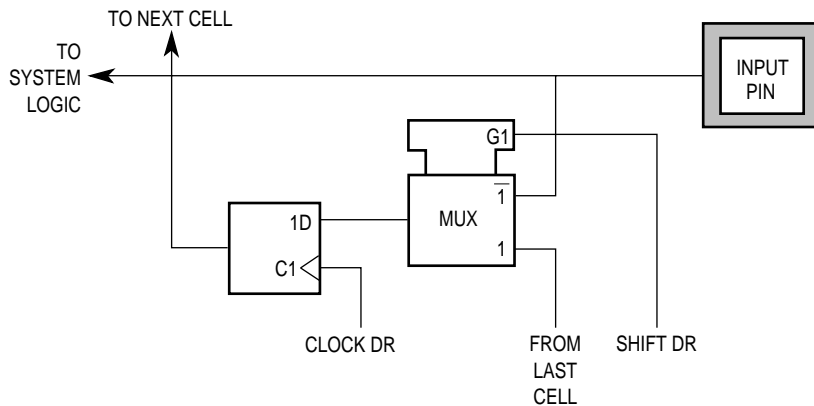 TO NEXT CELL
TO
SYSTEM
LOGIC
INPUT
PIN
G1
1̅
1D
MUX
1
C1
CLOCK DR
FROM
LAST
CELL
SHIFT DR